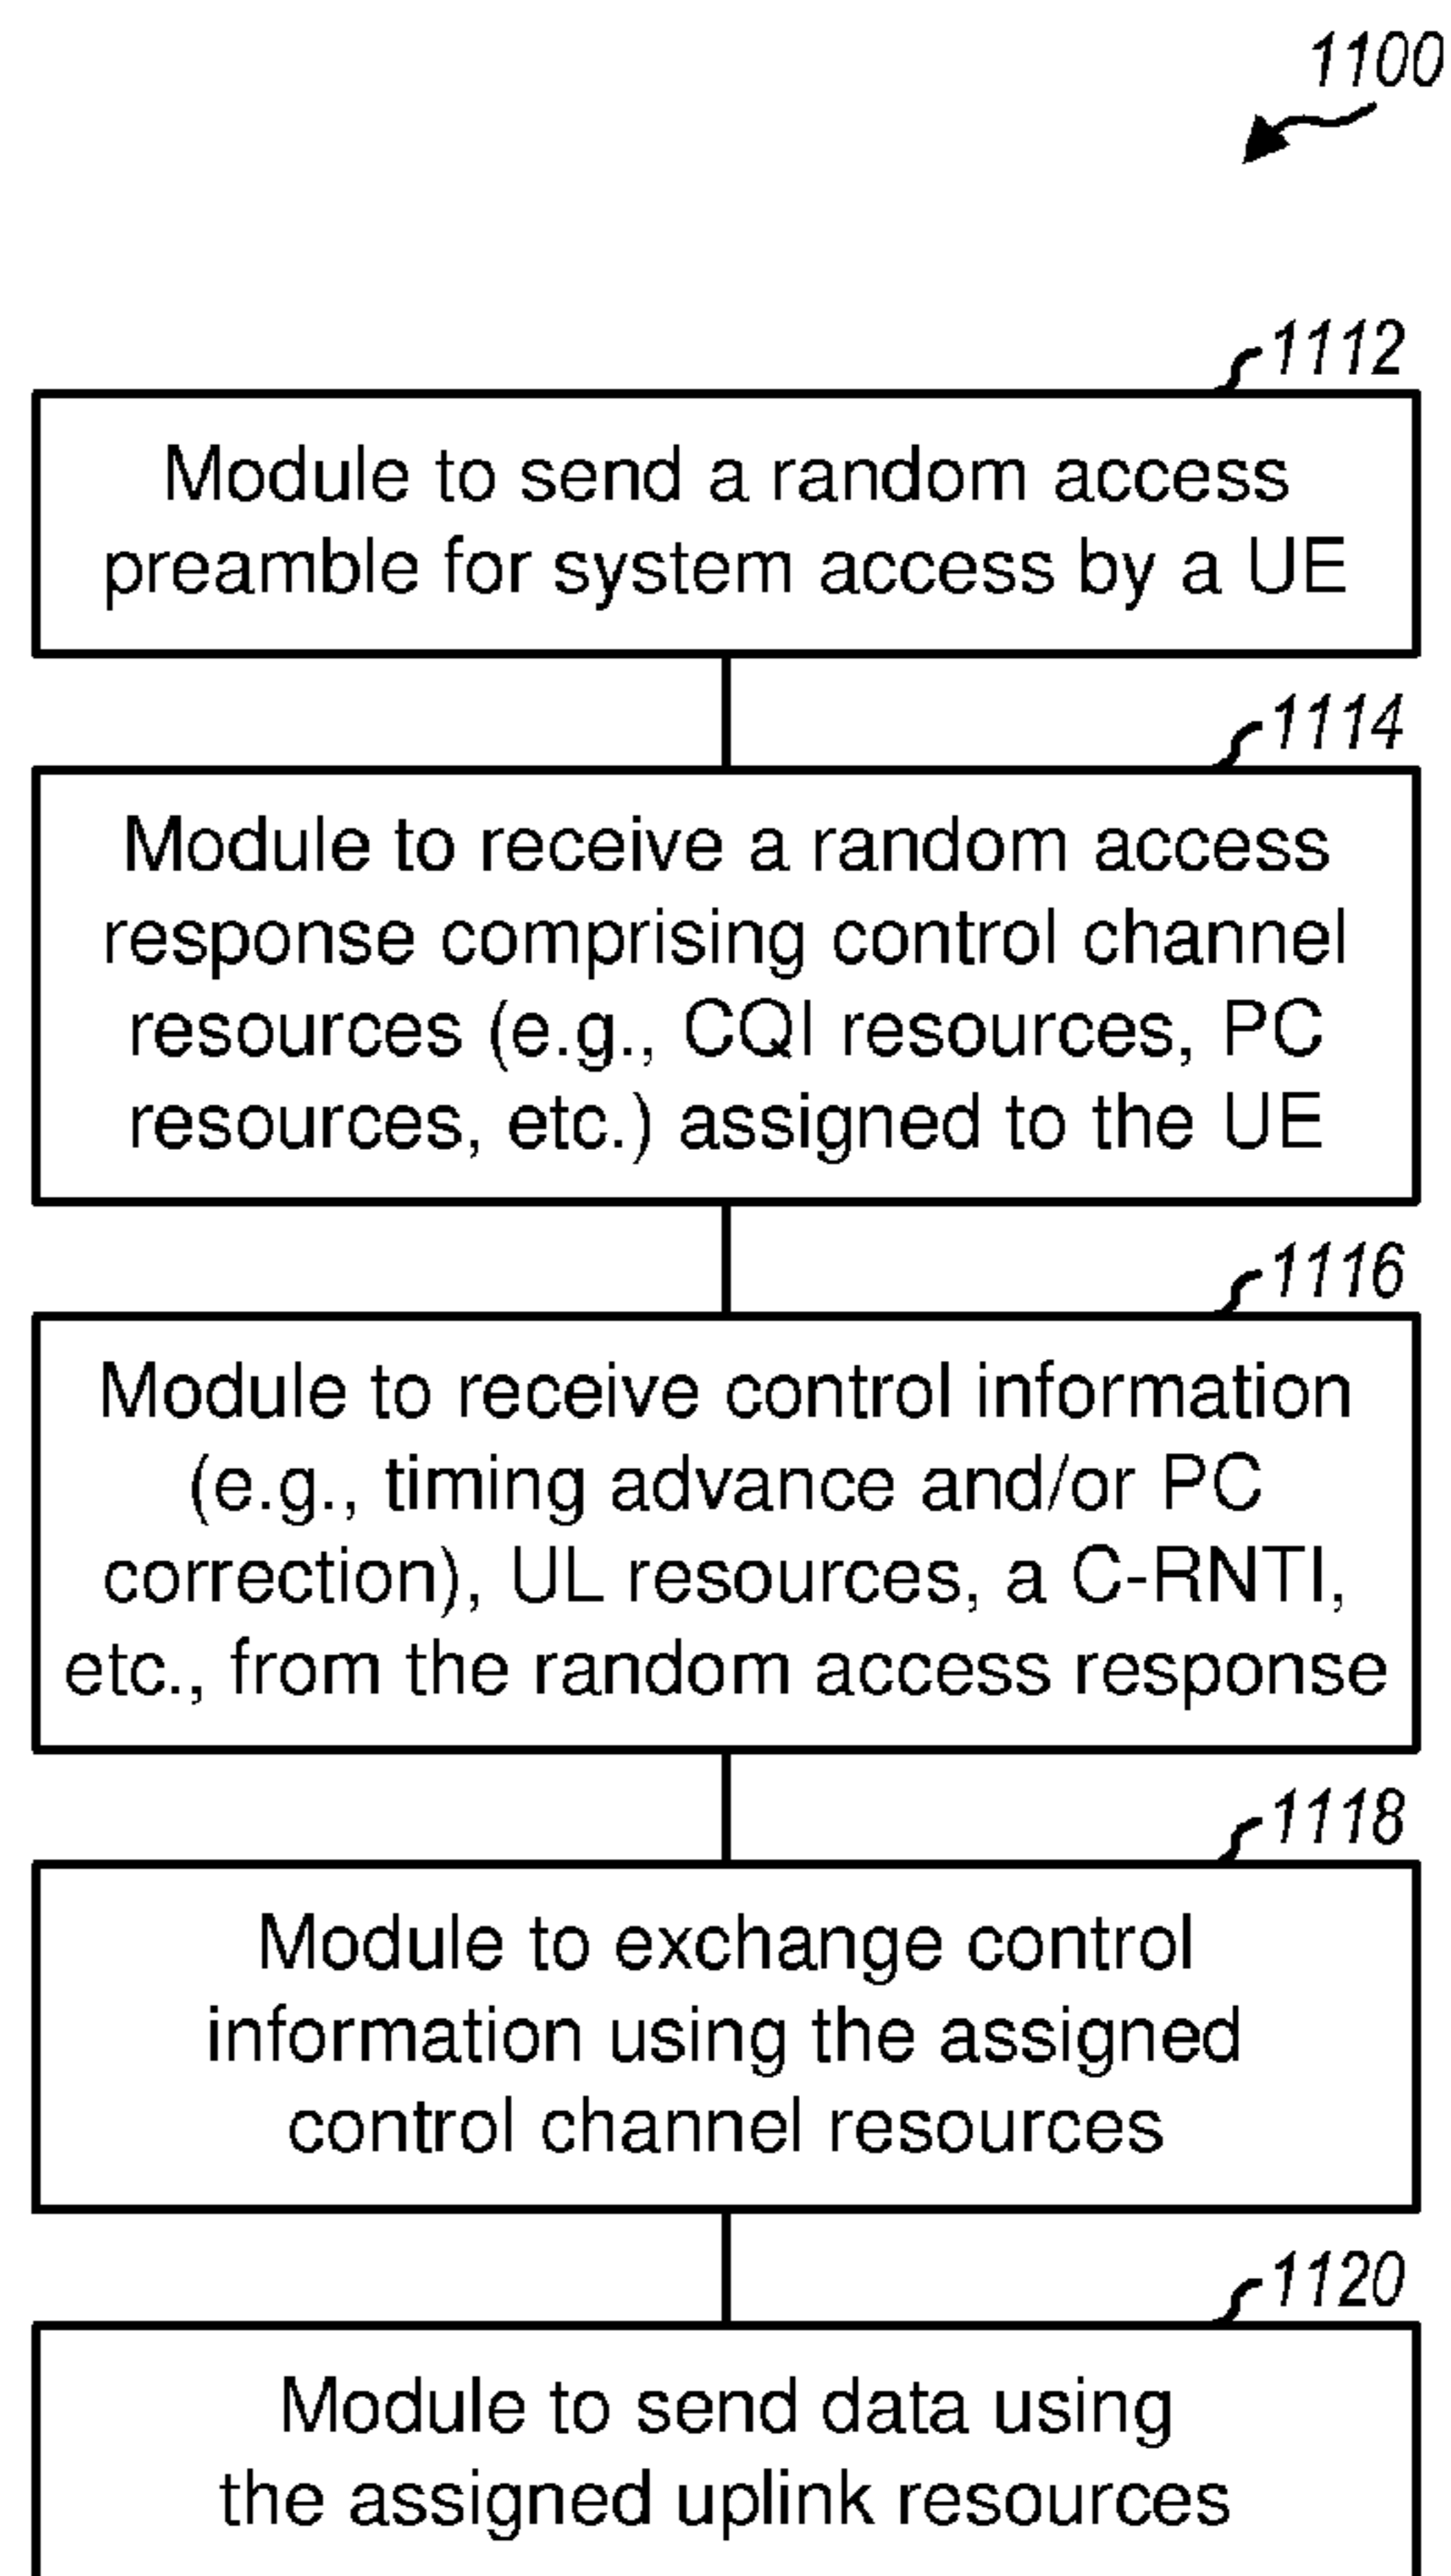 1100
1112
Module to send a random access
preamble for system access by a UE
1114
Module to receive a random access
response comprising control channel
resources (e.g., CQI resources, PC
resources, etc.) assigned to the UE
1116
Module to receive control information
(e.g., timing advance and/or PC
correction), UL resources, a C-RNTI,
etc., from the random access response
1118
Module to exchange control
information using the assigned
control channel resources
1120
Module to send data using
the assigned uplink resources